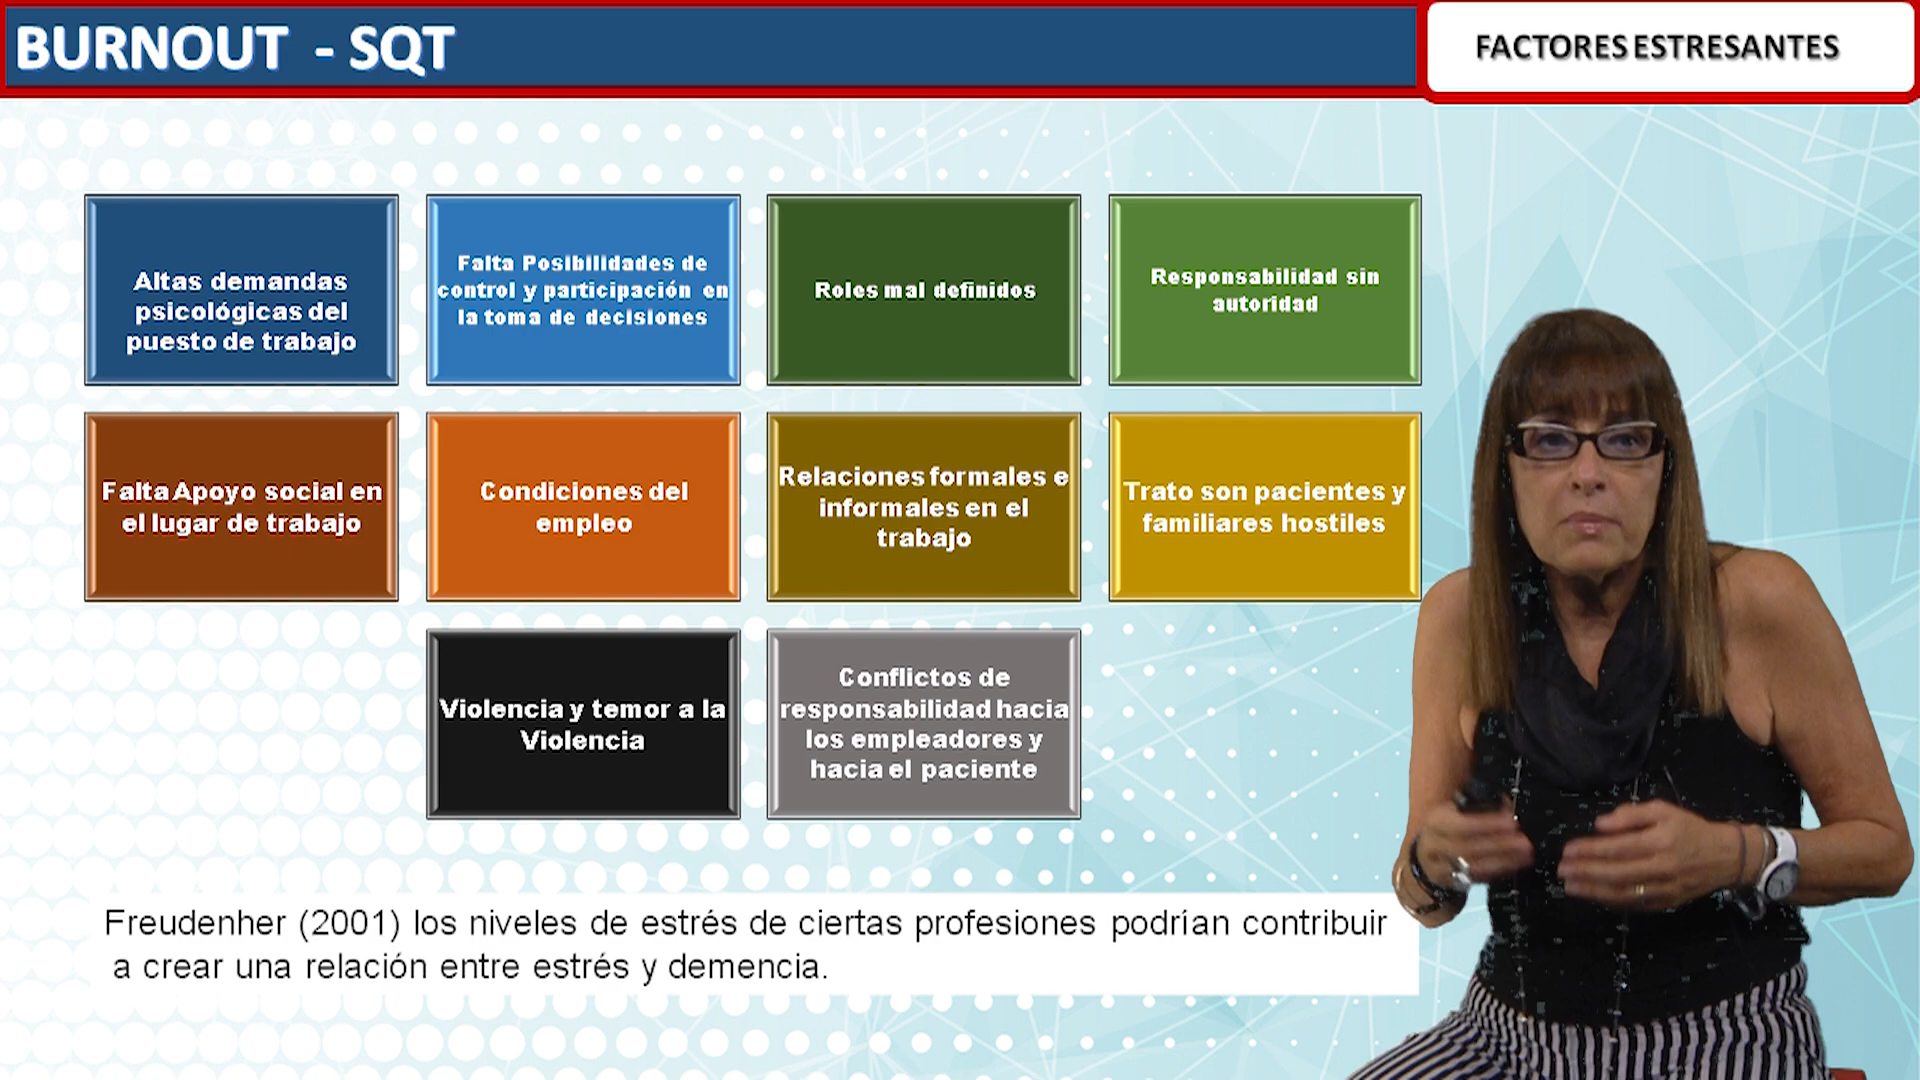 BURNOUT - SQT
FACTORES ESTRESANTES
Altas demandas
psicológicas del
puesto de trabajo
Falta Posibilidades de
control y participación en
la toma de decisiones
Roles mal definidos
Responsabilidad sin
autoridad
Falta Apoyo social en
el lugar de trabajo
Condiciones del
empleo
Relaciones formales e
informales en el
trabajo
Trato son pacientes y
familiares hostiles
Violencia y temor a la
Violencia
Conflictos de
responsabilidad hacia
los empleadores y
hacia el paciente
Freudenher (2001) los niveles de estrés de ciertas profesiones podrían contribuir
a crear una relación entre estrés y demencia.